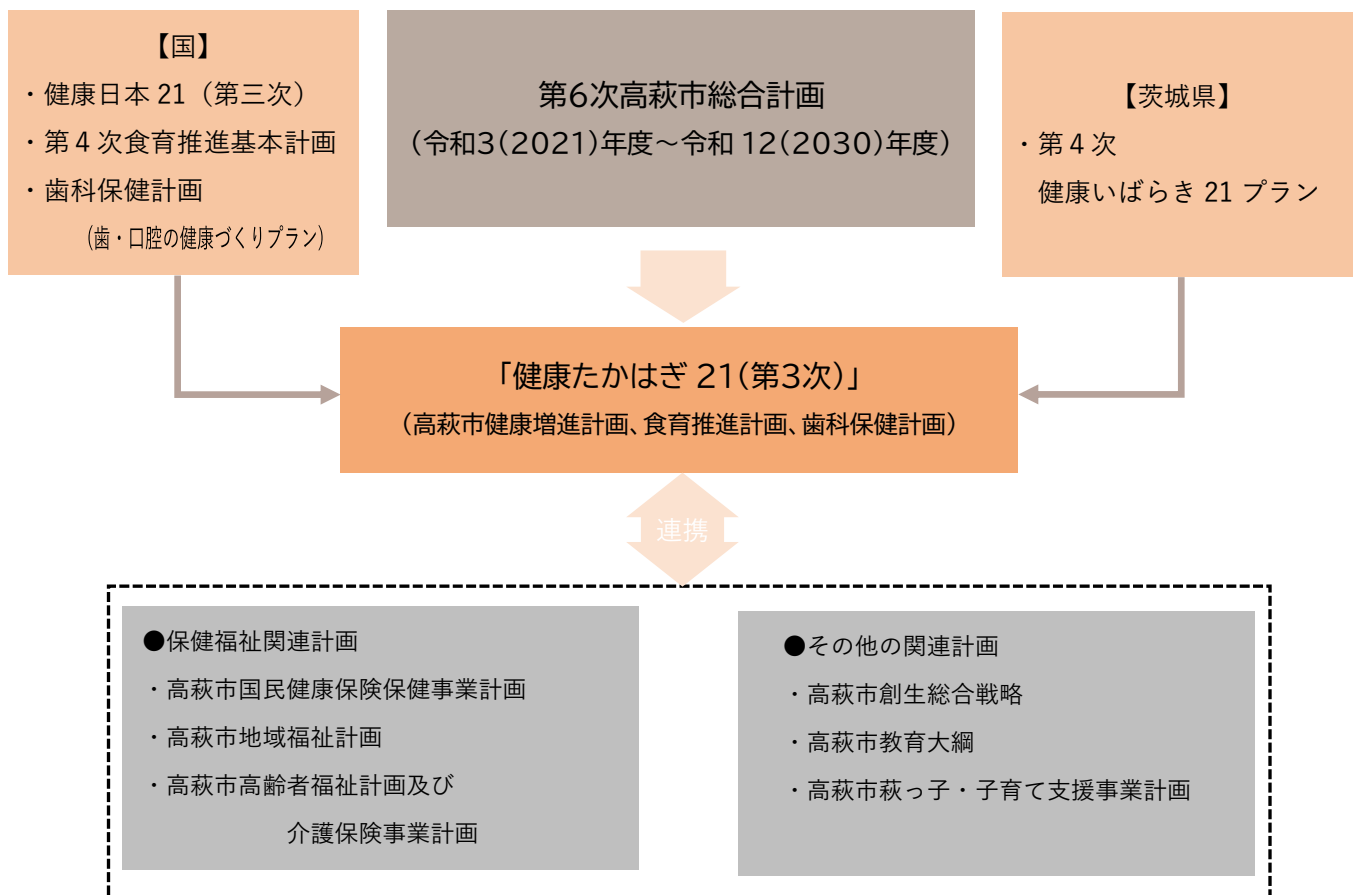 【国】
・健康日本 21（第三次）
・第４次食育推進基本計画
・歯科保健計画
(歯・口腔の健康づくりプラン)
第6次高萩市総合計画
(令和3(2021)年度～令和 12(2030)年度)
【茨城県】
・第４次
健康いばらき 21 プラン
「健康たかはぎ 21(第3次)」
(高萩市健康増進計画、食育推進計画、歯科保健計画)
連携
●保健福祉関連計画
・高萩市国民健康保険保健事業計画
・高萩市地域福祉計画
・高萩市高齢者福祉計画及び
介護保険事業計画
●その他の関連計画
・高萩市創生総合戦略
・高萩市教育大綱
・高萩市萩っ子・子育て支援事業計画